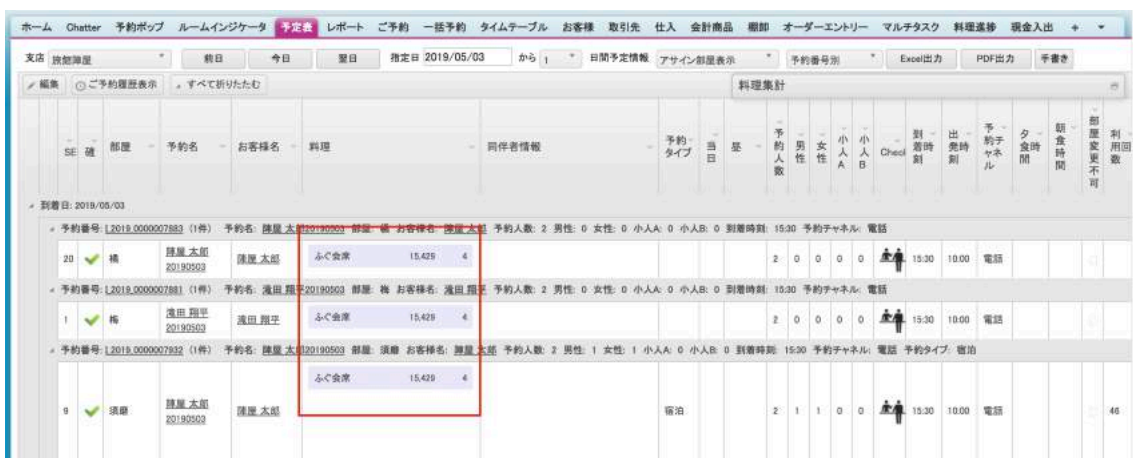 ホーム Chatter 予約ポップ ルームインジケータ 予定表 レポート ご予約 一括予約 タイムテーブル お客様 取引先 仕入 会計商品 棚卸 オーダーエントリー マルチタスク 料理進捗 現金入出 +
支店 旅館陣屋 前日 今日 翌日 指定日 2019/05/03 から 1 日間予定情報 アサイン部屋表示 予約番号別 Excel出力 PDF出力 手書き
編集 ご予約履歴表示 すべて折りたたむ 料理集計
SE 確 部屋 予約名 お客様名 料理 同伴者情報 予約タイプ 当日 昼 予約人数 男性 女性 小人A 小人B Checl 到着時刻 出発時刻 予約チャネル 夕食時間 朝食時間 部屋変更不可 利用回数
到着日: 2019/05/03
予約番号: L2019_0000007883 (1件) 予約名: 陣屋 太郎20190503 部屋: 橘 お客様名: 陣屋 太郎 予約人数: 2 男性: 0 女性: 0 小人A: 0 小人B: 0 到着時刻: 15:30 予約チャネル: 電話
20 橘 陣屋 太郎 20190503 陣屋 太郎 ふぐ会席 15,429 4 2 0 0 0 0 15:30 10:00 電話
予約番号: L2019_0000007881 (1件) 予約名: 滝田 翔平20190503 部屋: 梅 お客様名: 滝田 翔平 予約人数: 2 男性: 0 女性: 0 小人A: 0 小人B: 0 到着時刻: 15:30 予約チャネル: 電話
1 梅 滝田 翔平 20190503 滝田 翔平 ふぐ会席 15,429 4 2 0 0 0 0 15:30 10:00 電話
予約番号: L2019_0000007932 (1件) 予約名: 陣屋 太郎20190503 部屋: 須磨 お客様名: 陣屋 太郎 予約人数: 2 男性: 1 女性: 1 小人A: 0 小人B: 0 到着時刻: 15:30 予約チャネル: 電話 予約タイプ: 宿泊
ふぐ会席 15,429 4
9 須磨 陣屋 太郎 20190503 陣屋 太郎 宿泊 2 1 1 0 0 15:30 10:00 電話 46